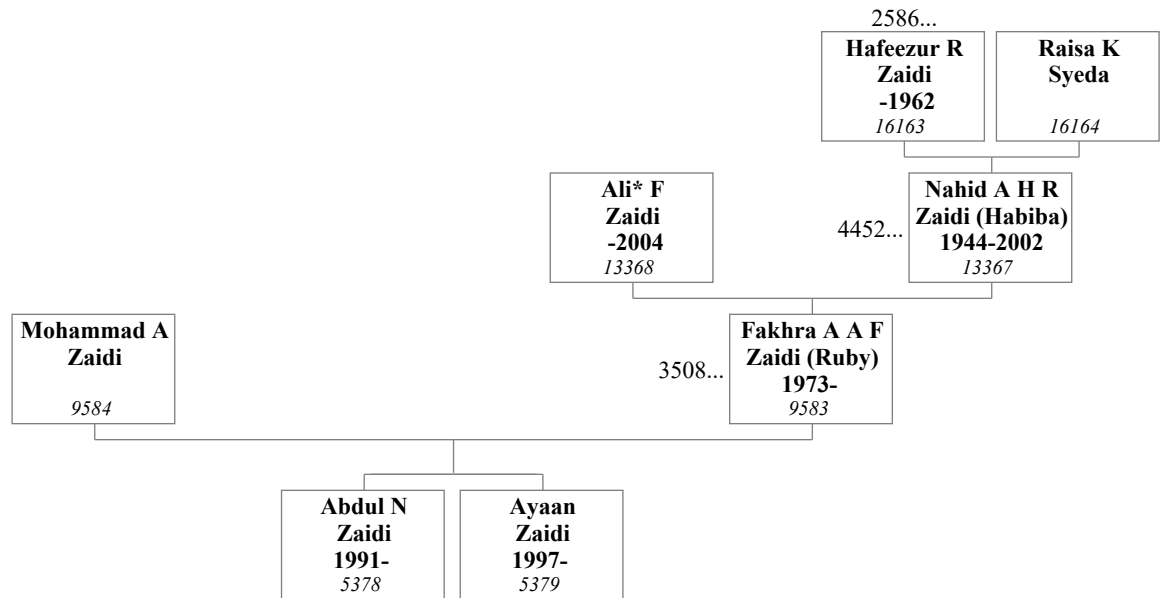 2586...
Hafeezur R
Zaidi
-1962
16163
Raisa K
Syeda
16164
Ali* F
Zaidi
-2004
13368
4452...
Nahid A H R
Zaidi (Habiba)
1944-2002
13367
Mohammad A
Zaidi
9584
3508...
Fakhra A A F
Zaidi (Ruby)
1973-
9583
Abdul N
Zaidi
1991-
5378
Ayaan
Zaidi
1997-
5379